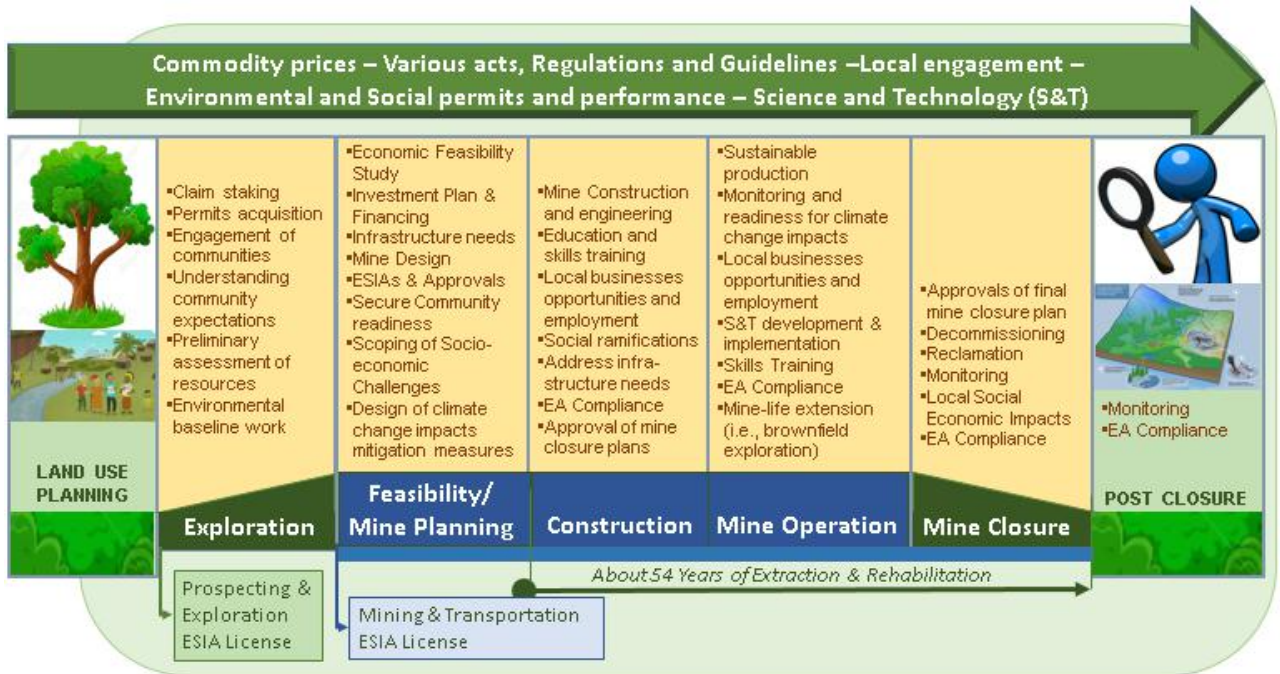 Commodity prices – Various acts, Regulations and Guidelines –Local engagement –
Environmental and Social permits and performance – Science and Technology (S&T)
LAND USE
PLANNING
▪Claim staking
▪Permits acquisition
▪Engagement of
communities
▪Understanding
community
expectations
▪Preliminary
assessment of
resources
▪Environmental
baseline work
Exploration
▪Economic Feasibility
Study
▪Investment Plan &
Financing
▪Infrastructure needs
▪Mine Design
▪ESIAs & Approvals
▪Secure Community
readiness
▪Scoping of Socio-
economic
Challenges
▪Design of climate
change impacts
mitigation measures
Feasibility/
Mine Planning
▪Mine Construction
and engineering
▪Education and
skills training
▪Local businesses
opportunities and
employment
▪Social ramifications
▪Address infra-
structure needs
▪EA Compliance
▪Approval of mine
closure plans
Construction
▪Sustainable
production
▪Monitoring and
readiness for climate
change impacts
▪Local businesses
opportunities and
employment
▪S&T development &
implementation
▪Skills Training
▪EA Compliance
▪Mine-life extension
(i.e., brownfield
exploration)
Mine Operation
▪Approvals of final
mine closure plan
▪Decommissioning
▪Reclamation
▪Monitoring
▪Local Social
Economic Impacts
▪EA Compliance
Mine Closure
▪Monitoring
▪EA Compliance
POST CLOSURE
About 54 Years of Extraction & Rehabilitation
Prospecting &
Exploration
ESIA License
Mining & Transportation
ESIA License